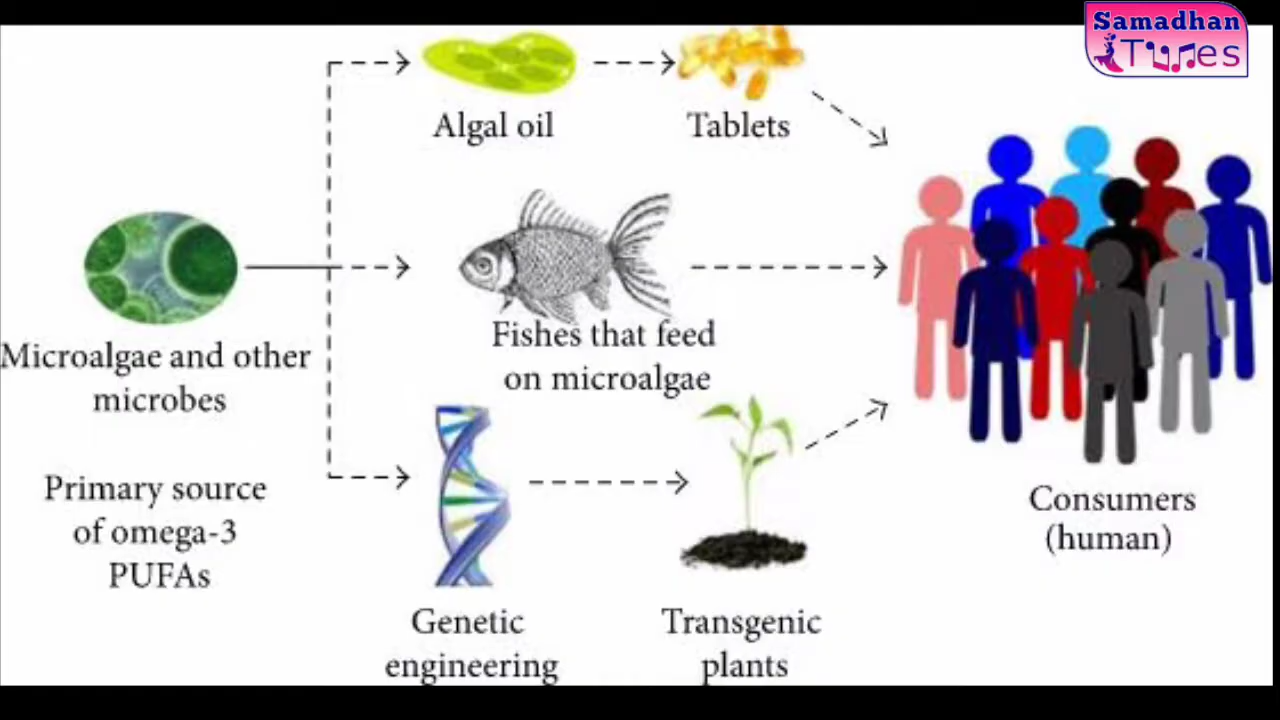 Samadhan
Tunes
Algal oil
Tablets
Microalgae and other
microbes
Primary source
of omega-3
PUFAs
Fishes that feed
on microalgae
Genetic
engineering
Transgenic
plants
Consumers
(human)